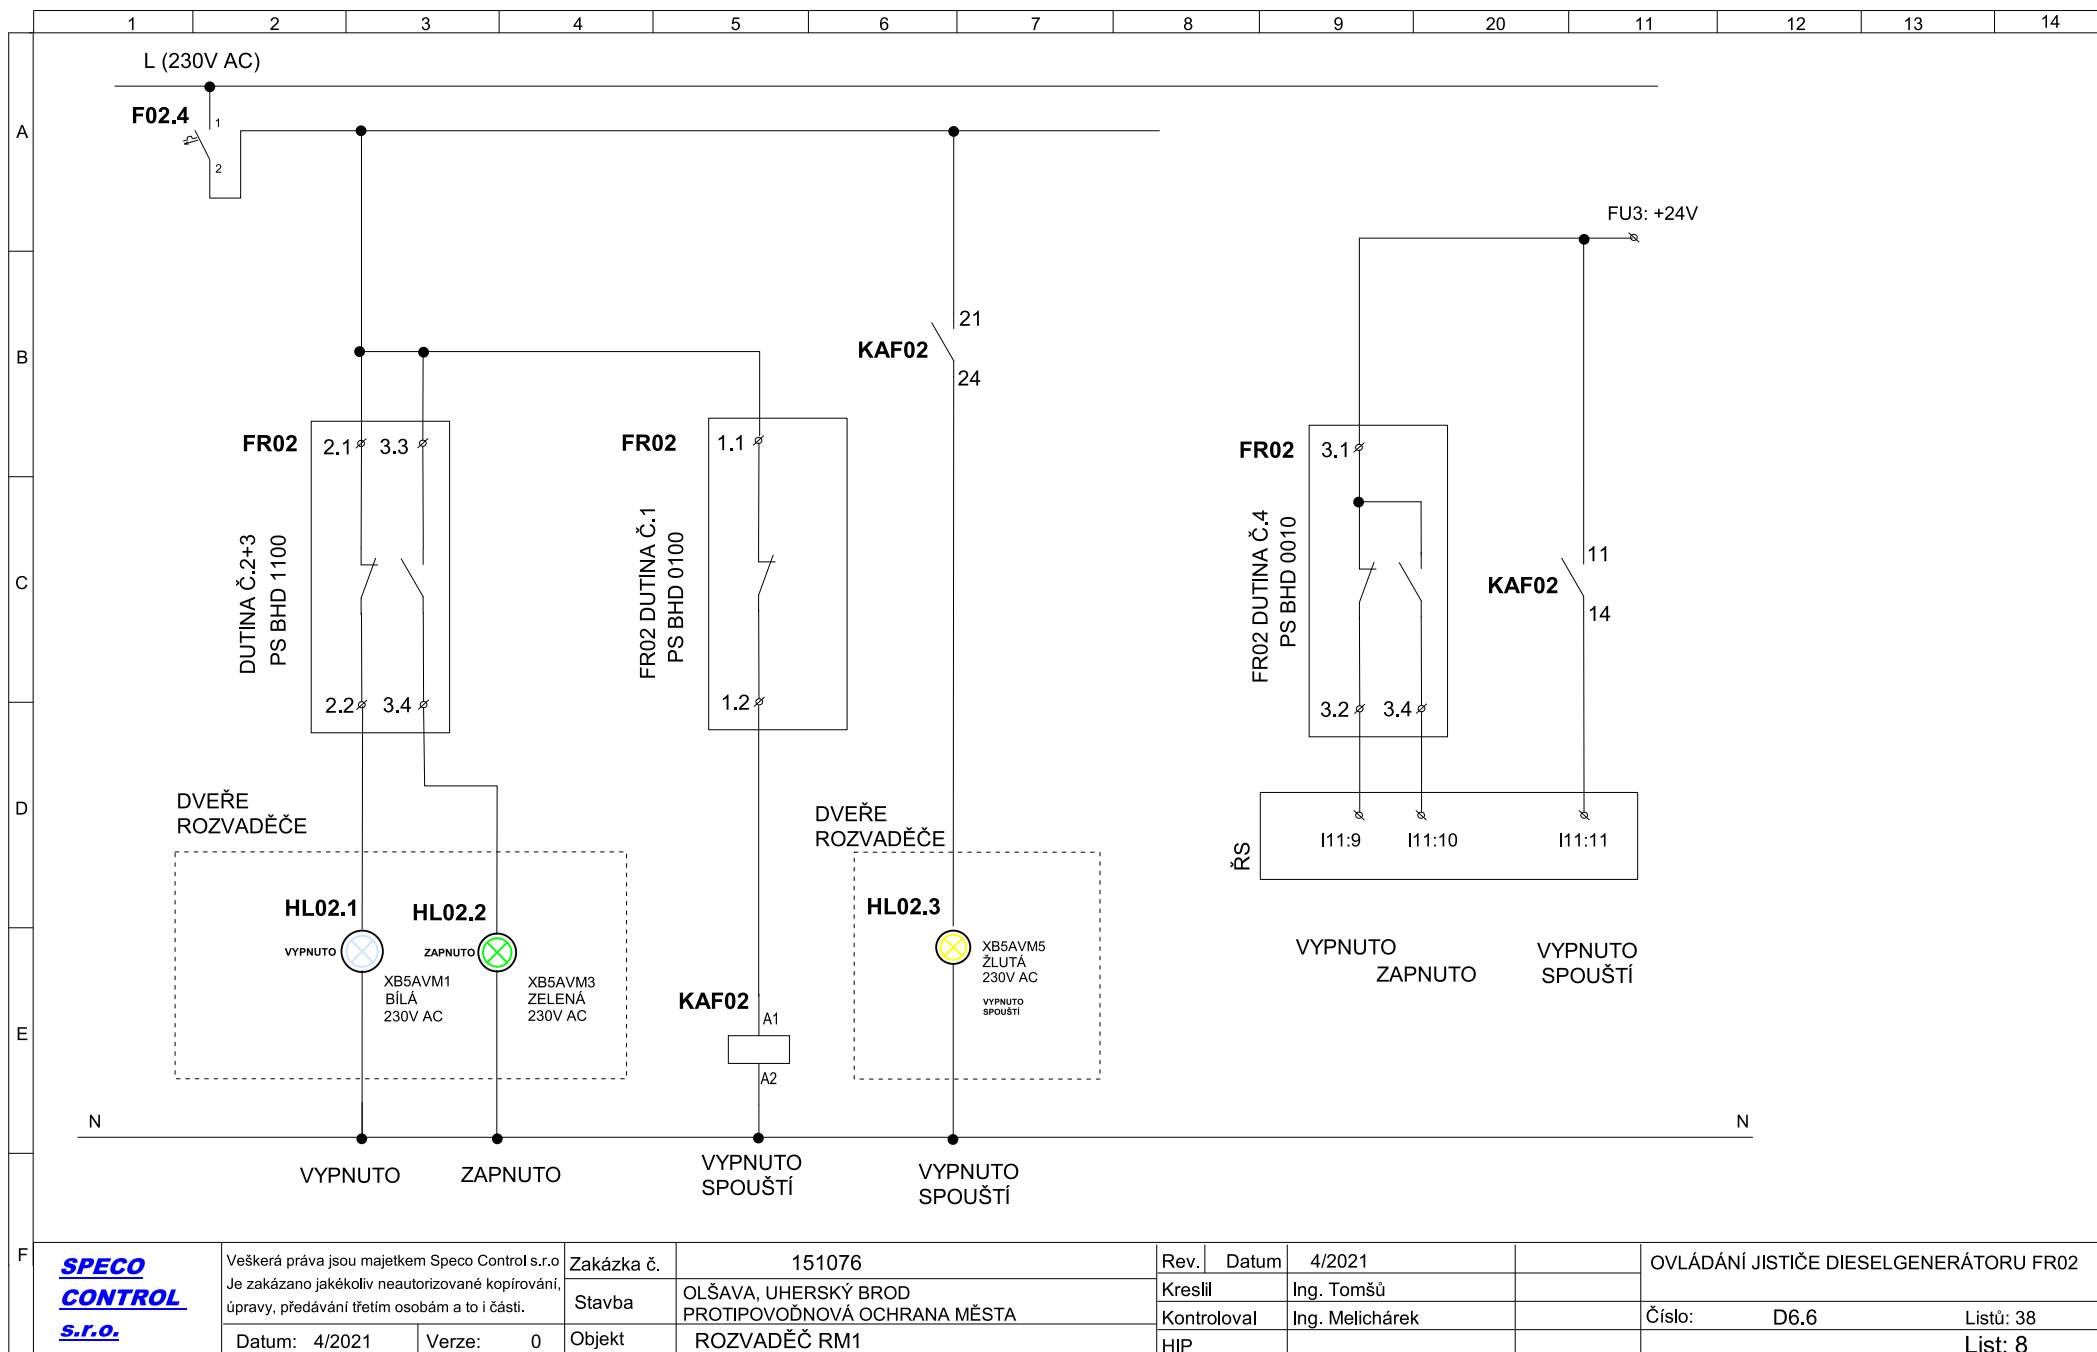 1 2 3 4 5 6 7 8 9 20 11 12 13 14
A
B
C
D
E
F
L (230V AC)
F02.4
1
2
FU3: +24V
KAF02
21
24
FR02
2.1
3.3
DUTINA Č.2+3
PS BHD 1100
2.2
3.4
FR02
1.1
FR02 DUTINA Č.1
PS BHD 0100
1.2
FR02
3.1
FR02 DUTINA Č.4
PS BHD 0010
3.2
3.4
KAF02
11
14
DVEŘE
ROZVADĚČE
HL02.1
VYPNUTO
XB5AVM1
BÍLÁ
230V AC
HL02.2
ZAPNUTO
XB5AVM3
ZELENÁ
230V AC
KAF02
A1
A2
DVEŘE
ROZVADĚČE
HL02.3
XB5AVM5
ŽLUTÁ
230V AC
VYPNUTO
SPOUŠTÍ
ŘS
I11:9
I11:10
I11:11
VYPNUTO
ZAPNUTO
VYPNUTO
SPOUŠTÍ
N
N
VYPNUTO
ZAPNUTO
VYPNUTO
SPOUŠTÍ
VYPNUTO
SPOUŠTÍ
SPECO
CONTROL
s.r.o.
Veškerá práva jsou majetkem Speco Control s.r.o
Je zakázáno jakékoliv neautorizované kopírování,
úpravy, předávání třetím osobám a to i části.
Datum: 4/2021
Verze: 0
Zakázka č. 151076
Stavba
OLŠAVA, UHERSKÝ BROD
PROTIPOVOĎNOVÁ OCHRANA MĚSTA
Objekt ROZVADĚČ RM1
Rev. Datum 4/2021
Kreslil Ing. Tomšů
Kontroloval Ing. Melichárek
HIP
OVLÁDÁNÍ JISTIČE DIESELGENERÁTORU FR02
Číslo: D6.6 Listů: 38
List: 8